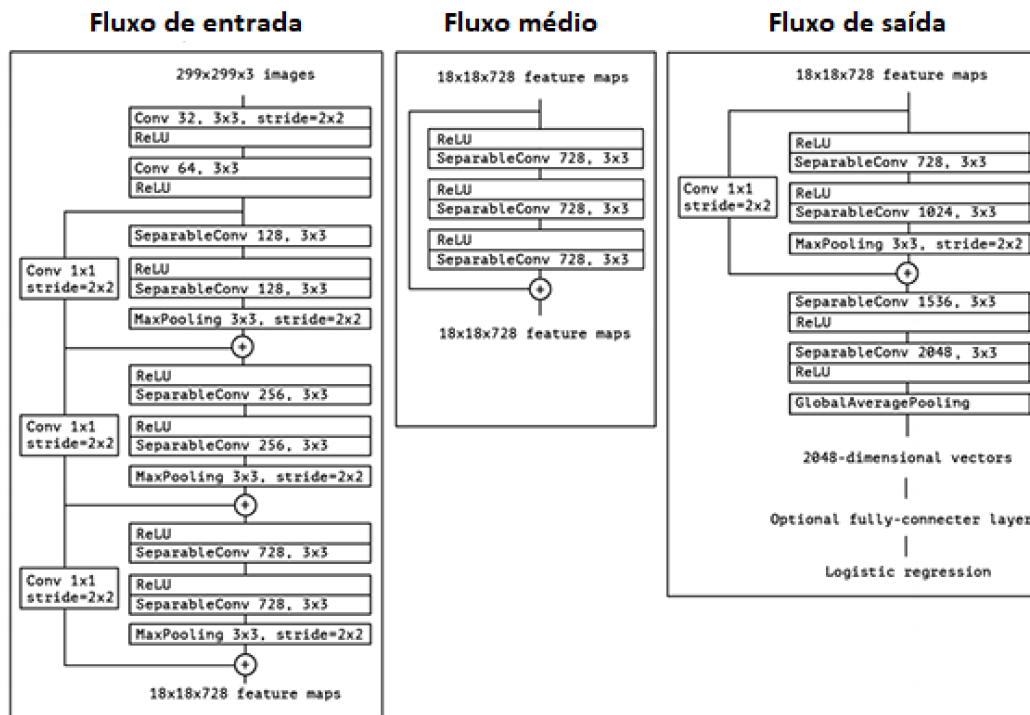 Fluxo de entrada
299x299x3 images
Conv 32, 3x3, stride=2x2
ReLU
Conv 64, 3x3
ReLU
SeparableConv 128, 3x3
Conv 1x1
stride=2x2
ReLU
SeparableConv 128, 3x3
MaxPooling 3x3, stride=2x2
+
ReLU
SeparableConv 256, 3x3
Conv 1x1
stride=2x2
ReLU
SeparableConv 256, 3x3
MaxPooling 3x3, stride=2x2
+
ReLU
SeparableConv 728, 3x3
Conv 1x1
stride=2x2
ReLU
SeparableConv 728, 3x3
MaxPooling 3x3, stride=2x2
+
18x18x728 feature maps
Fluxo médio
18x18x728 feature maps
ReLU
SeparableConv 728, 3x3
ReLU
SeparableConv 728, 3x3
ReLU
SeparableConv 728, 3x3
+
18x18x728 feature maps
Fluxo de saída
18x18x728 feature maps
ReLU
SeparableConv 728, 3x3
Conv 1x1
stride=2x2
ReLU
SeparableConv 1024, 3x3
MaxPooling 3x3, stride=2x2
+
SeparableConv 1536, 3x3
ReLU
SeparableConv 2048, 3x3
ReLU
GlobalAveragePooling
2048-dimensional vectors
Optional fully-connecter layer
Logistic regression